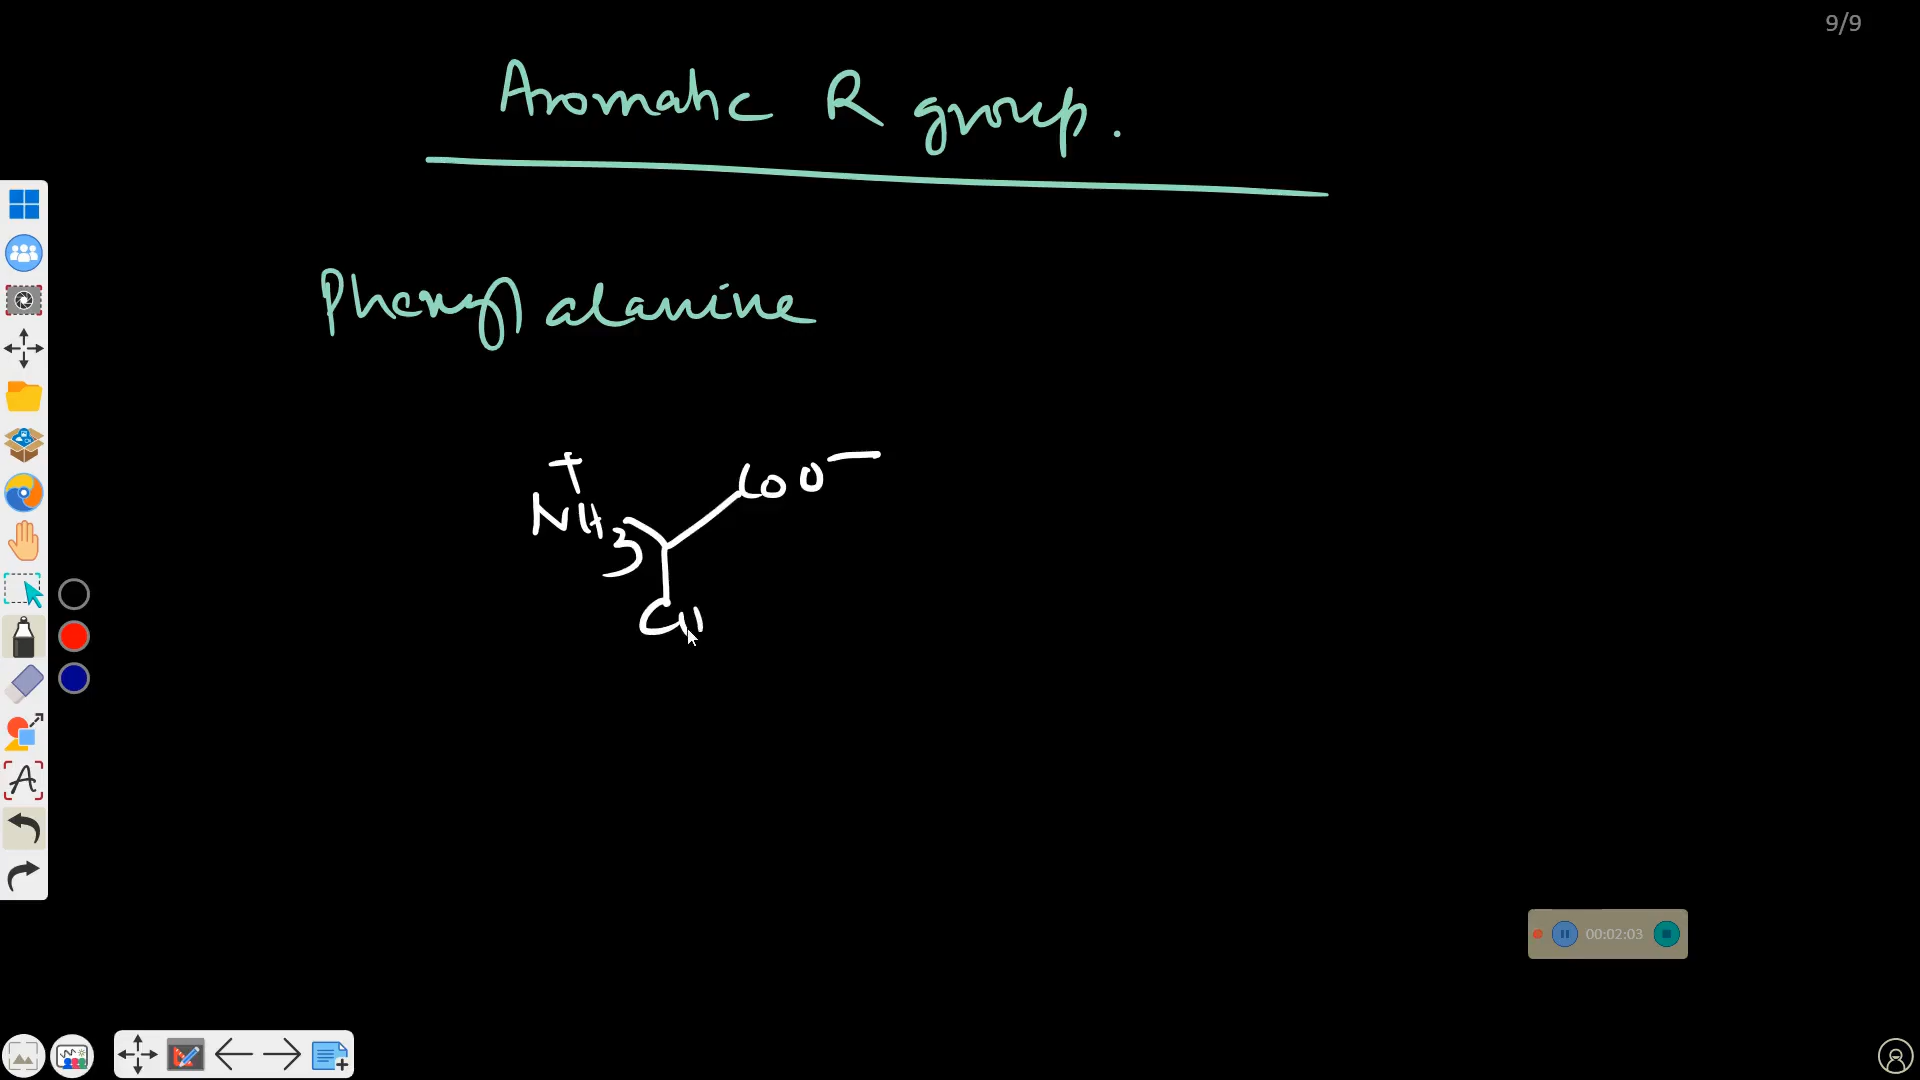 9/9
Aromatic R group.
Phenyl alanine
+
NH3 COO−
CH
00:02:03